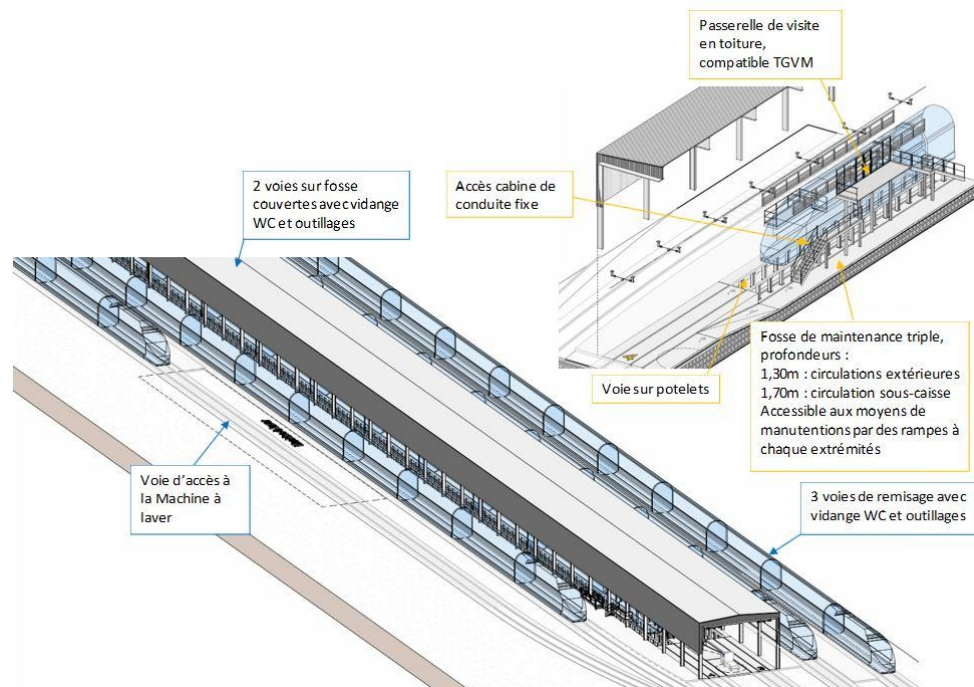 Passerelle de visite
en toiture,
compatible TGVM
2 voies sur fosse
couvertes avec vidange
WC et outillages
Accès cabine de
conduite fixe
Voie sur potelets
Fosse de maintenance triple,
profondeurs :
1,30m : circulations extérieures
1,70m : circulation sous-caisse
Accessible aux moyens de
manutentions par des rampes à
chaque extrémités
Voie d’accès à
la Machine à
laver
3 voies de remisage avec
vidange WC et outillages